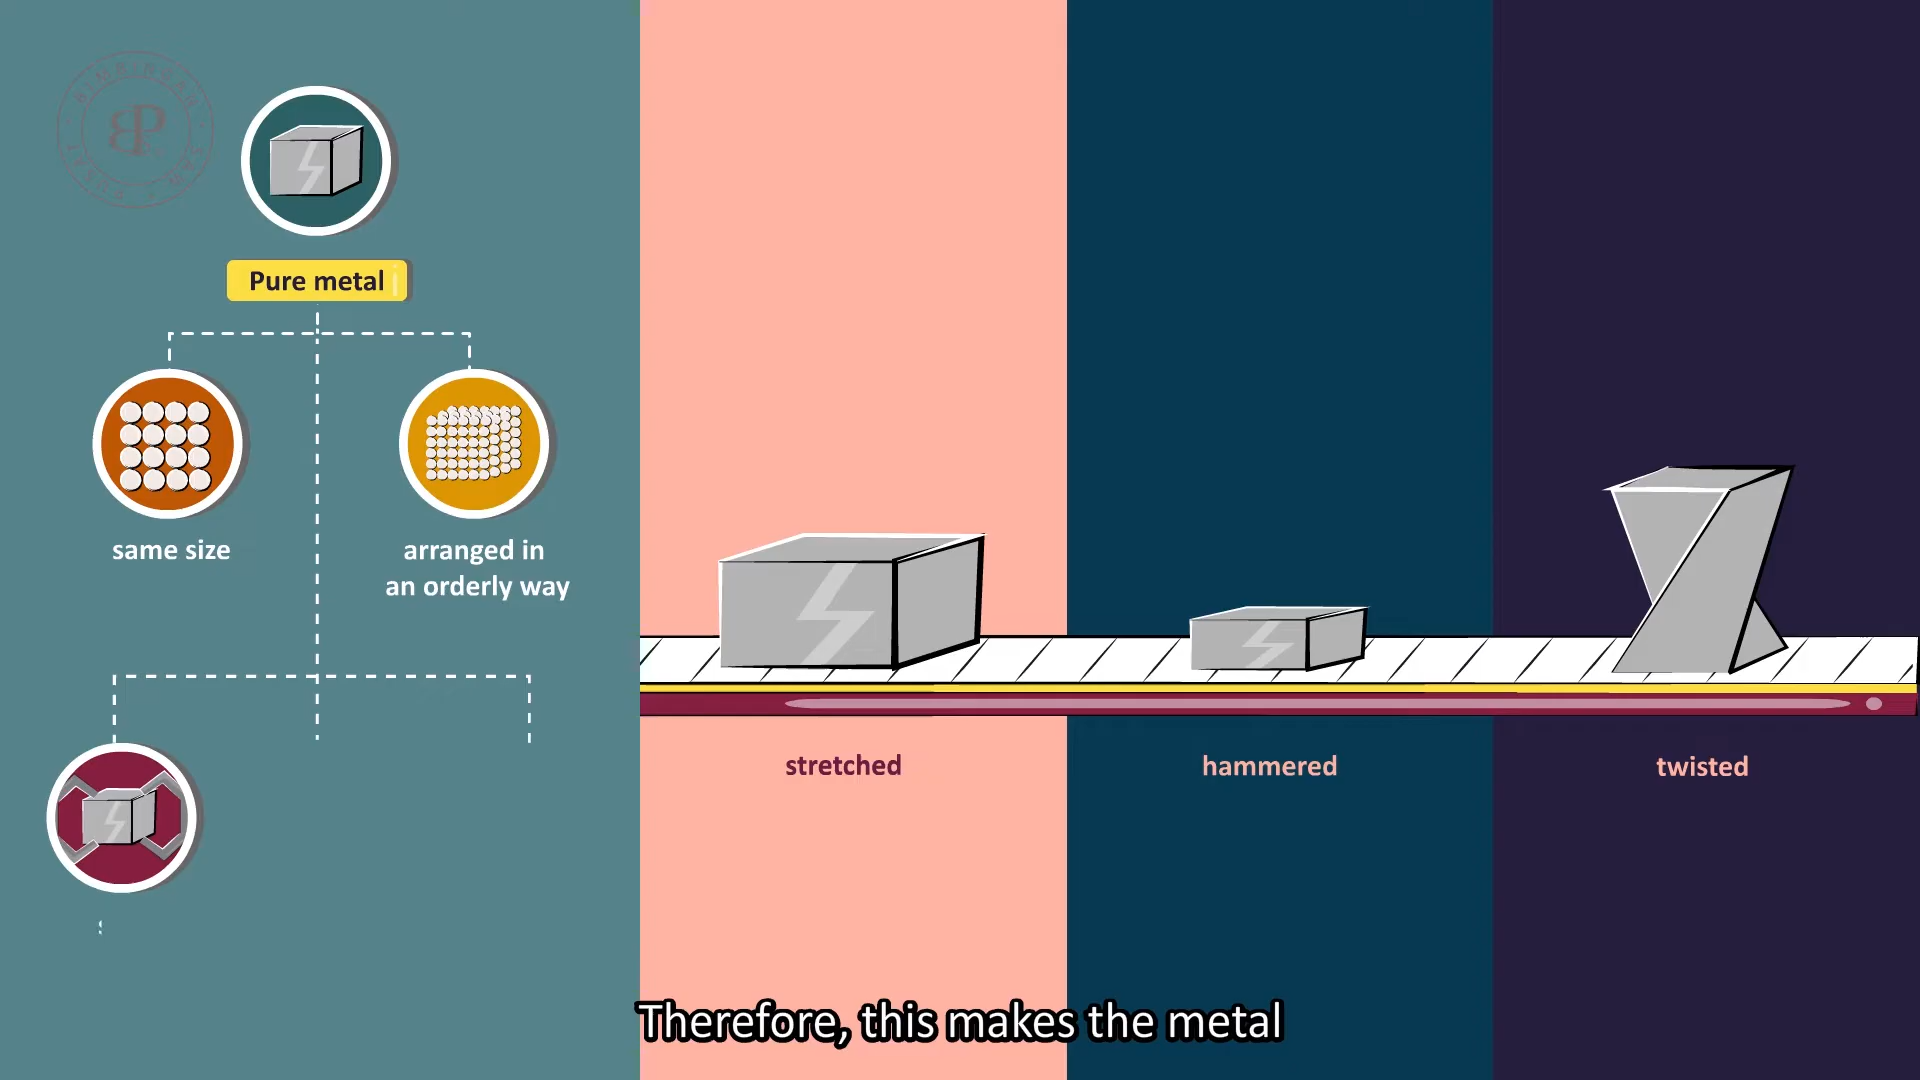 Pure metal
same size
arranged in
an orderly way
stretched
hammered
twisted
Therefore, this makes the metal